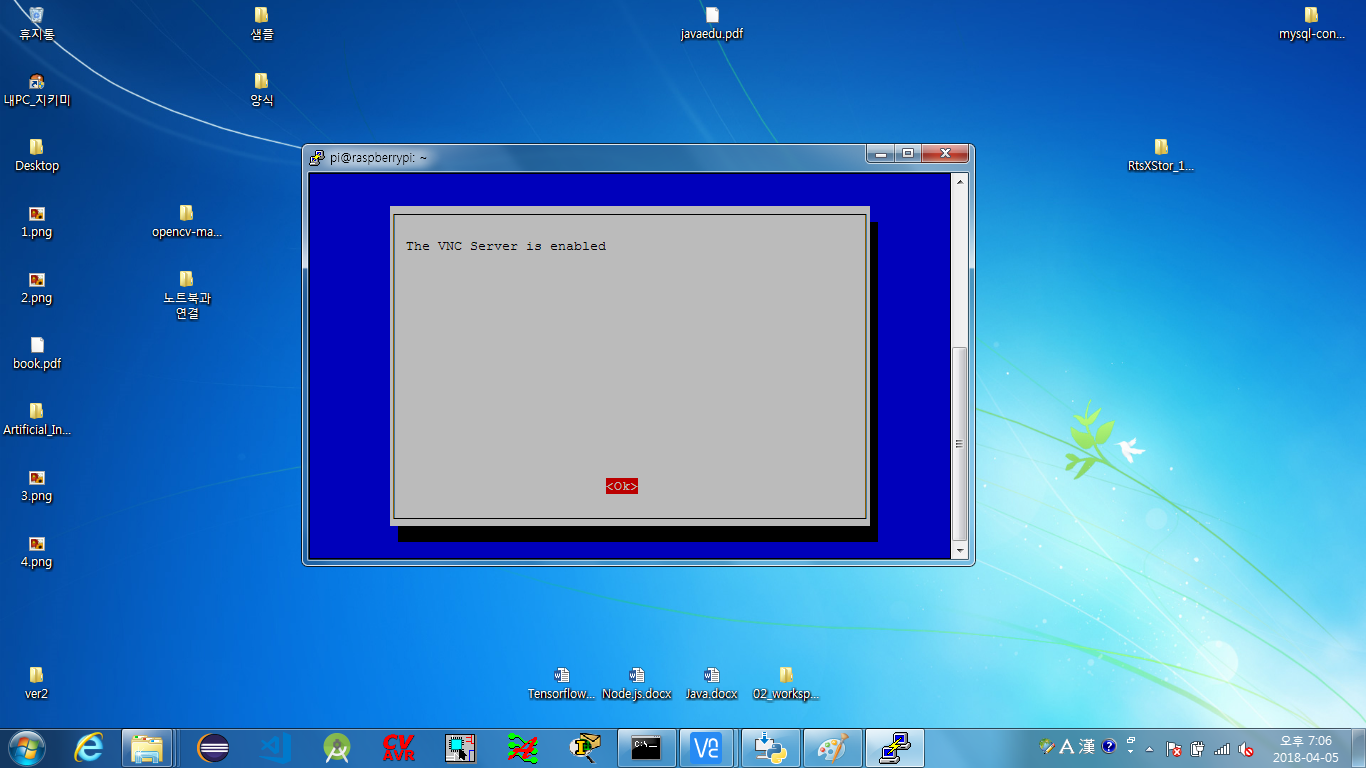 휴지통
샘플
javaedu.pdf
mysql-con...
내PC_지키미
양식
Desktop
RtsXStor_1...
1.png
opencv-ma...
2.png
노트북과
연결
book.pdf
Artificial_In...
3.png
4.png
pi@raspberrypi: ~
The VNC Server is enabled
<Ok>
ver2
Tensorflow...
Node.js.docx
Java.docx
02_worksp...
CV
AVR
C:\
V2
A 漢
오후 7:06
2018-04-05